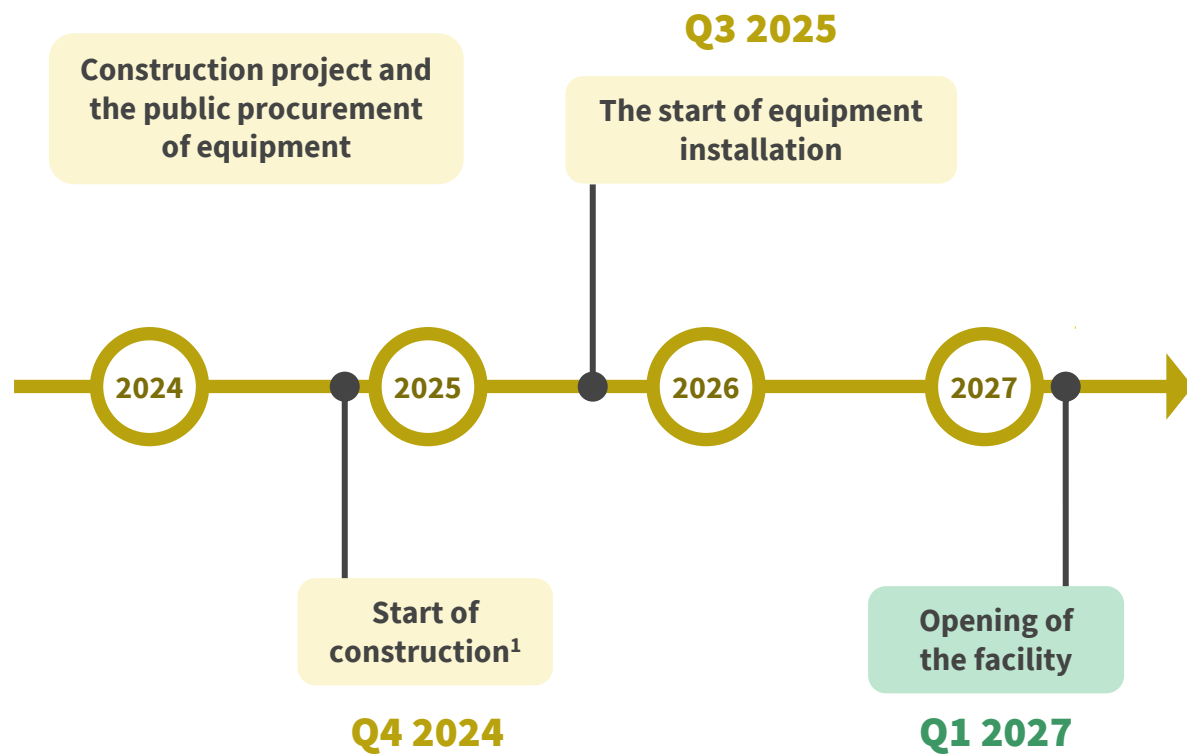 Q3 2025
Construction project and
the public procurement
of equipment
The start of equipment
installation
2024
2025
2026
2027
Start of
construction¹
Opening of
the facility
Q4 2024
Q1 2027